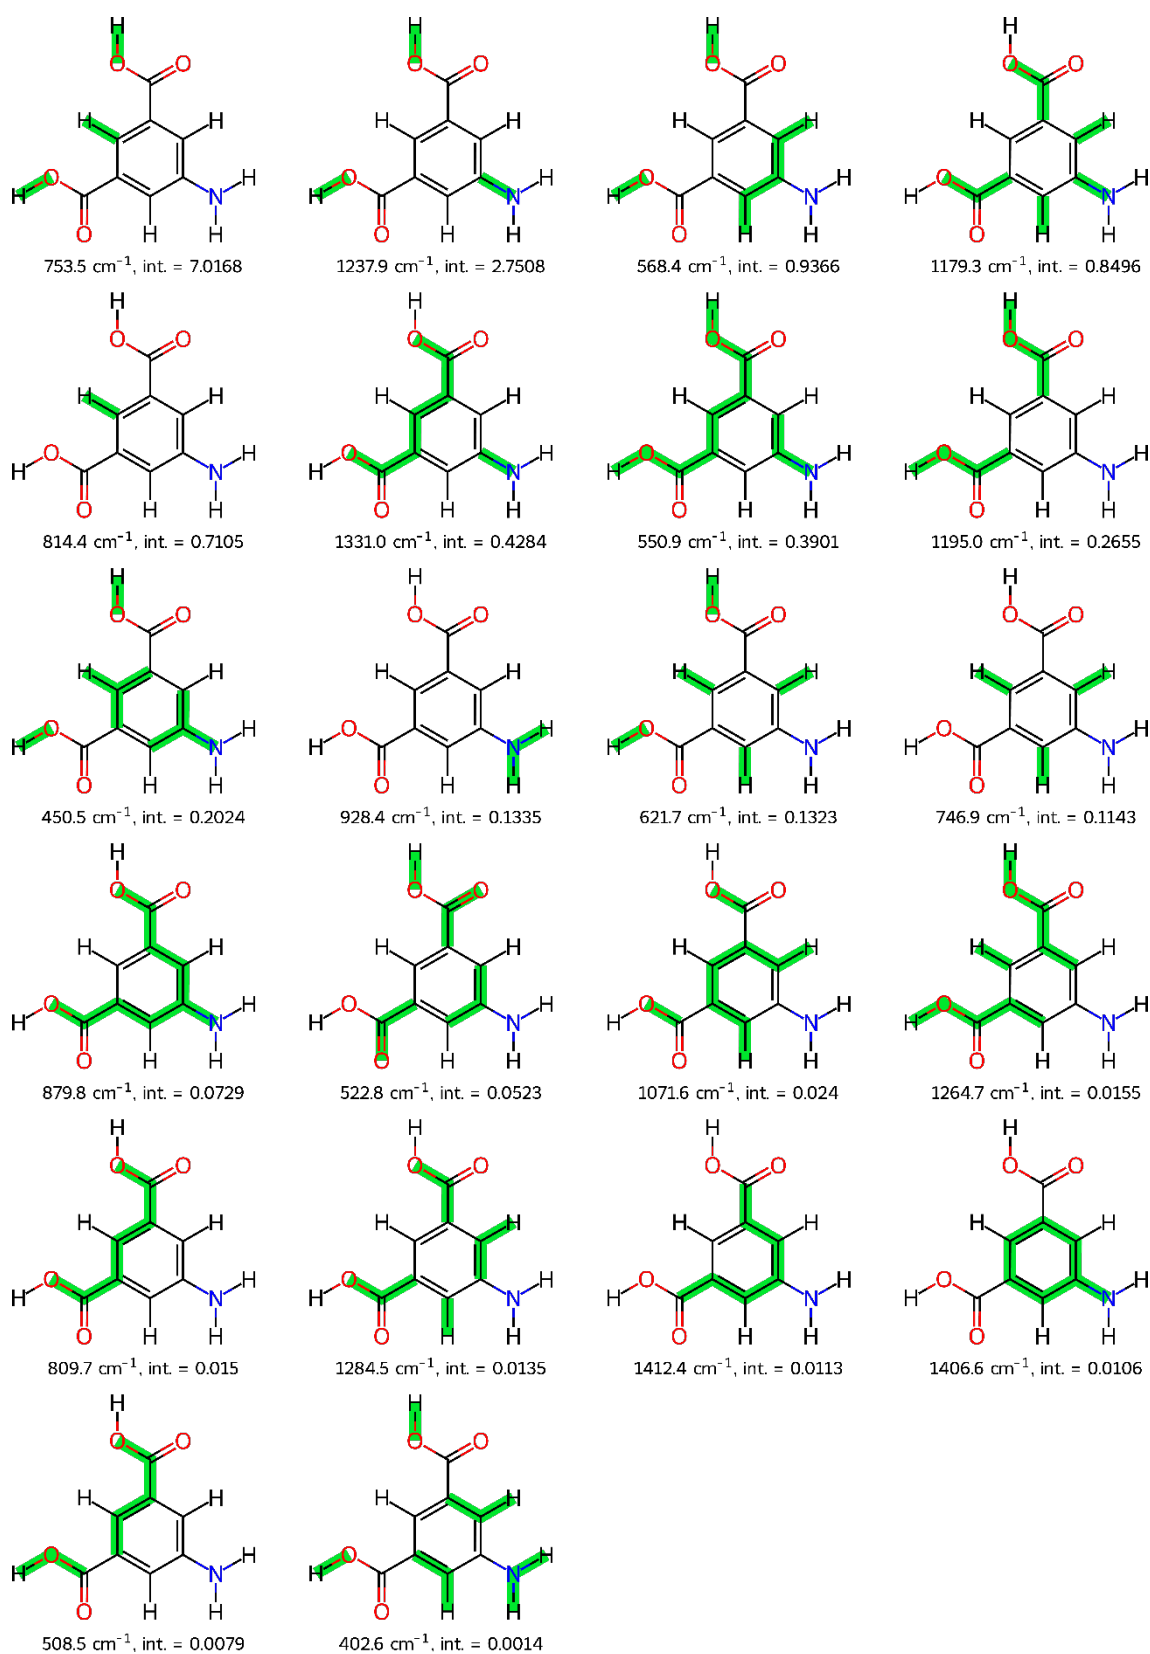 753.5 cm⁻¹, int. = 7.0168
1237.9 cm⁻¹, int. = 2.7508
568.4 cm⁻¹, int. = 0.9366
1179.3 cm⁻¹, int. = 0.8496
814.4 cm⁻¹, int. = 0.7105
1331.0 cm⁻¹, int. = 0.4284
550.9 cm⁻¹, int. = 0.3901
1195.0 cm⁻¹, int. = 0.2655
450.5 cm⁻¹, int. = 0.2024
928.4 cm⁻¹, int. = 0.1335
621.7 cm⁻¹, int. = 0.1323
746.9 cm⁻¹, int. = 0.1143
879.8 cm⁻¹, int. = 0.0729
522.8 cm⁻¹, int. = 0.0523
1071.6 cm⁻¹, int. = 0.024
1264.7 cm⁻¹, int. = 0.0155
809.7 cm⁻¹, int. = 0.015
1284.5 cm⁻¹, int. = 0.0135
1412.4 cm⁻¹, int. = 0.0113
1406.6 cm⁻¹, int. = 0.0106
508.5 cm⁻¹, int. = 0.0079
402.6 cm⁻¹, int. = 0.0014